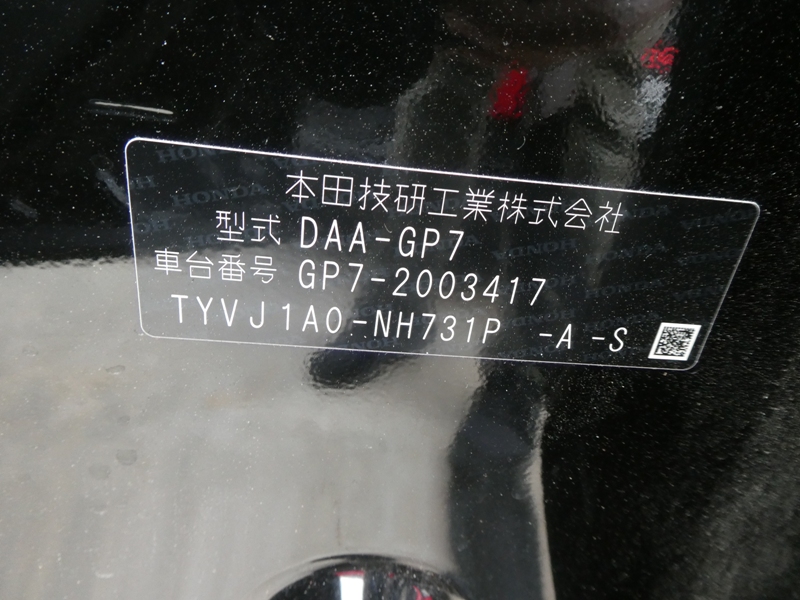 本田技研工業株式会社
型式 DAA-GP7
車台番号 GP7-2003417
TYVJ1A0-NH731P -A-S